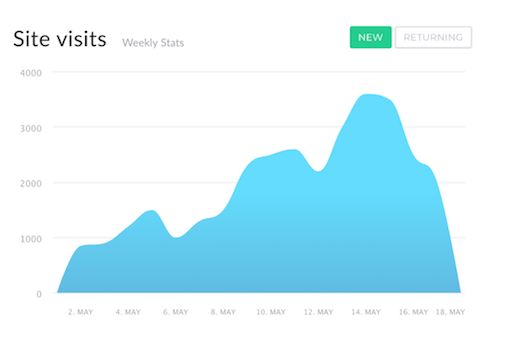 Site visits Weekly Stats NEW RETURNING
4000
3000
2000
1000
0
2. MAY 4. MAY 6. MAY 8. MAY 10. MAY 12. MAY 14. MAY 16. MAY 18. MAY